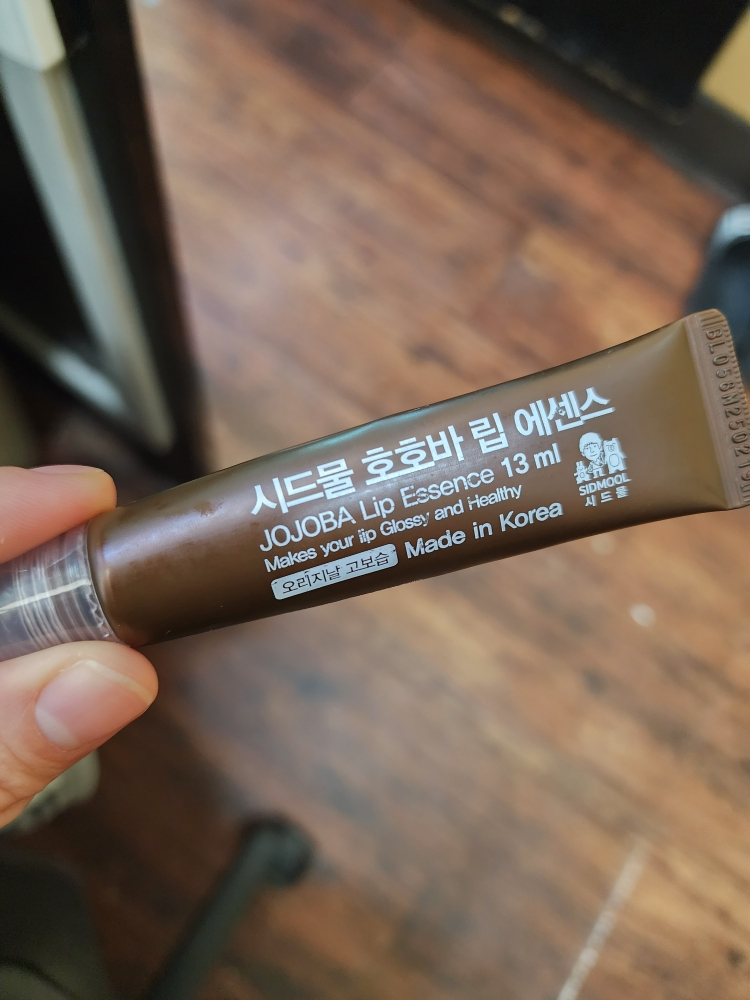 시드물 호호바 립 에센스
JOJOBA Lip Essence 13 ml
Makes your lip Glossy and Healthy
오리지날 고보습 Made in Korea
SIDMOOL
시드물